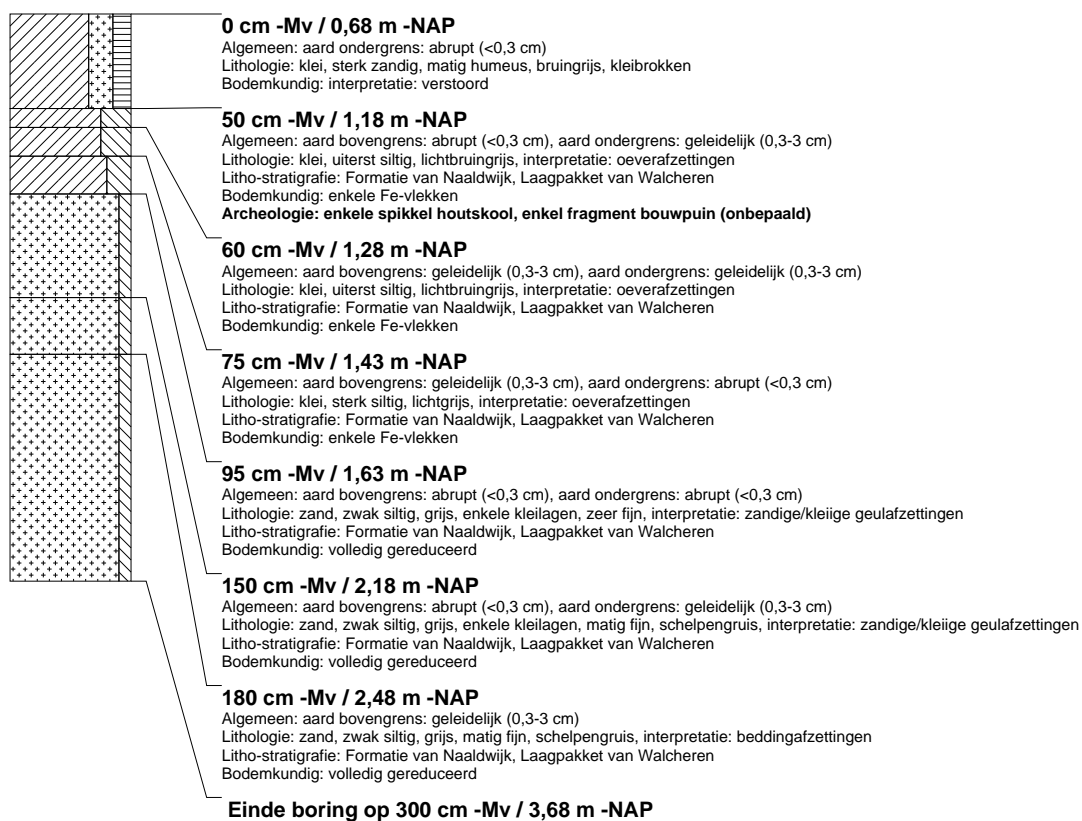 0 cm -Mv / 0,68 m -NAP
Algemeen: aard ondergrens: abrupt (<0,3 cm)
Lithologie: klei, sterk zandig, matig humeus, bruingrijs, kleibrokken
Bodemkundig: interpretatie: verstoord
50 cm -Mv / 1,18 m -NAP
Algemeen: aard bovengrens: abrupt (<0,3 cm), aard ondergrens: geleidelijk (0,3-3 cm)
Lithologie: klei, uiterst siltig, lichtbruingrijs, interpretatie: oeverafzettingen
Litho-stratigrafie: Formatie van Naaldwijk, Laagpakket van Walcheren
Bodemkundig: enkele Fe-vlekken
Archeologie: enkele spikkel houtskool, enkel fragment bouwpuin (onbepaald)
60 cm -Mv / 1,28 m -NAP
Algemeen: aard bovengrens: geleidelijk (0,3-3 cm), aard ondergrens: geleidelijk (0,3-3 cm)
Lithologie: klei, uiterst siltig, lichtbruingrijs, interpretatie: oeverafzettingen
Litho-stratigrafie: Formatie van Naaldwijk, Laagpakket van Walcheren
Bodemkundig: enkele Fe-vlekken
75 cm -Mv / 1,43 m -NAP
Algemeen: aard bovengrens: geleidelijk (0,3-3 cm), aard ondergrens: abrupt (<0,3 cm)
Lithologie: klei, sterk siltig, lichtgrijs, interpretatie: oeverafzettingen
Litho-stratigrafie: Formatie van Naaldwijk, Laagpakket van Walcheren
Bodemkundig: enkele Fe-vlekken
95 cm -Mv / 1,63 m -NAP
Algemeen: aard bovengrens: abrupt (<0,3 cm), aard ondergrens: abrupt (<0,3 cm)
Lithologie: zand, zwak siltig, grijs, enkele kleilagen, zeer fijn, interpretatie: zandige/kleiige geulafzettingen
Litho-stratigrafie: Formatie van Naaldwijk, Laagpakket van Walcheren
Bodemkundig: volledig gereduceerd
150 cm -Mv / 2,18 m -NAP
Algemeen: aard bovengrens: abrupt (<0,3 cm), aard ondergrens: geleidelijk (0,3-3 cm)
Lithologie: zand, zwak siltig, grijs, enkele kleilagen, matig fijn, schelpengruis, interpretatie: zandige/kleiige geulafzettingen
Litho-stratigrafie: Formatie van Naaldwijk, Laagpakket van Walcheren
Bodemkundig: volledig gereduceerd
180 cm -Mv / 2,48 m -NAP
Algemeen: aard bovengrens: geleidelijk (0,3-3 cm)
Lithologie: zand, zwak siltig, grijs, matig fijn, schelpengruis, interpretatie: beddingafzettingen
Litho-stratigrafie: Formatie van Naaldwijk, Laagpakket van Walcheren
Bodemkundig: volledig gereduceerd
Einde boring op 300 cm -Mv / 3,68 m -NAP